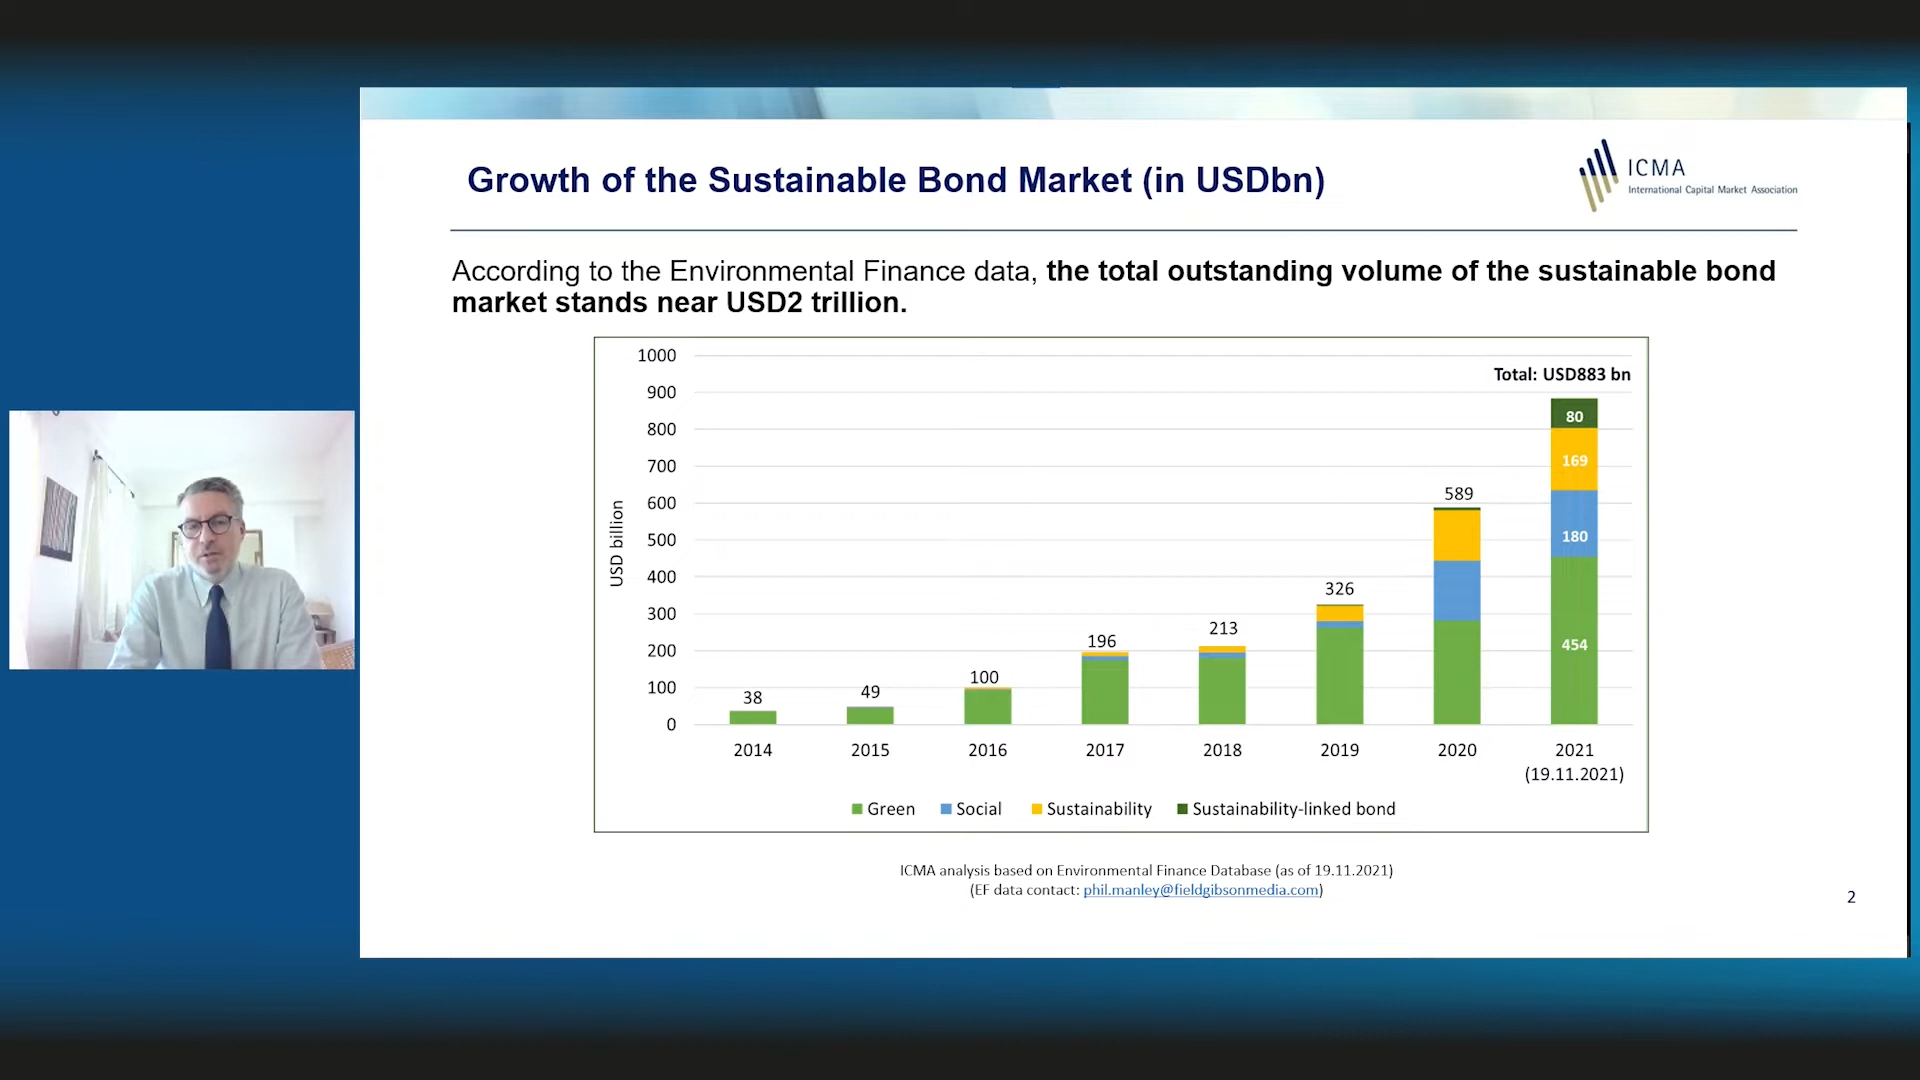 Growth of the Sustainable Bond Market (in USDbn)
ICMA
International Capital Market Association
According to the Environmental Finance data, the total outstanding volume of the sustainable bond
market stands near USD2 trillion.
USD billion
1000
900
800
700
600
500
400
300
200
100
0
Total: USD883 bn
38
49
100
196
213
326
589
80
169
180
454
2014
2015
2016
2017
2018
2019
2020
2021
(19.11.2021)
Green
Social
Sustainability
Sustainability-linked bond
ICMA analysis based on Environmental Finance Database (as of 19.11.2021)
(EF data contact: phil.manley@fieldgibsonmedia.com)
2